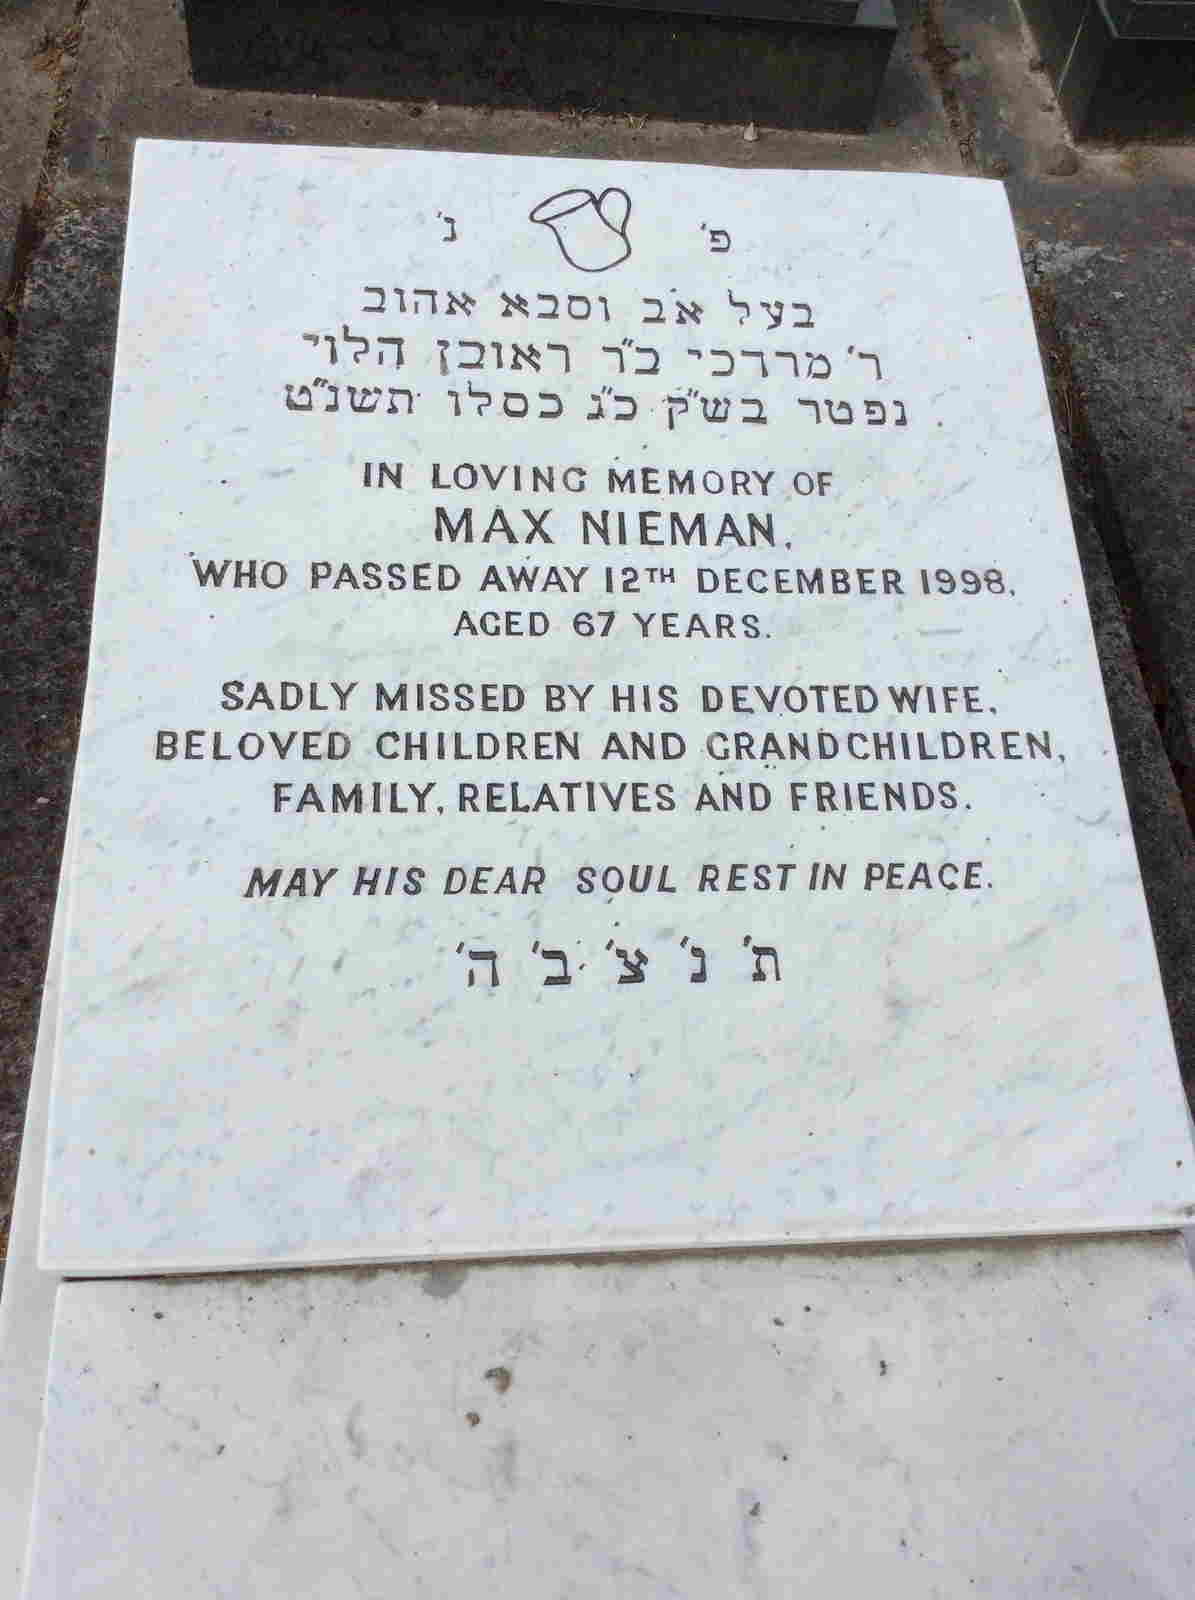 פ' נ'
בעל אב וסבא אהוב
ר' מרדכי ב"ר ראובן הלוי
נפטר בש"ק כ"ג כסלו תשנ"ט
IN LOVING MEMORY OF
MAX NIEMAN,
WHO PASSED AWAY 12TH DECEMBER 1998,
AGED 67 YEARS.
SADLY MISSED BY HIS DEVOTED WIFE,
BELOVED CHILDREN AND GRANDCHILDREN,
FAMILY, RELATIVES AND FRIENDS.
MAY HIS DEAR SOUL REST IN PEACE.
ת' נ' צ' ב' ה'